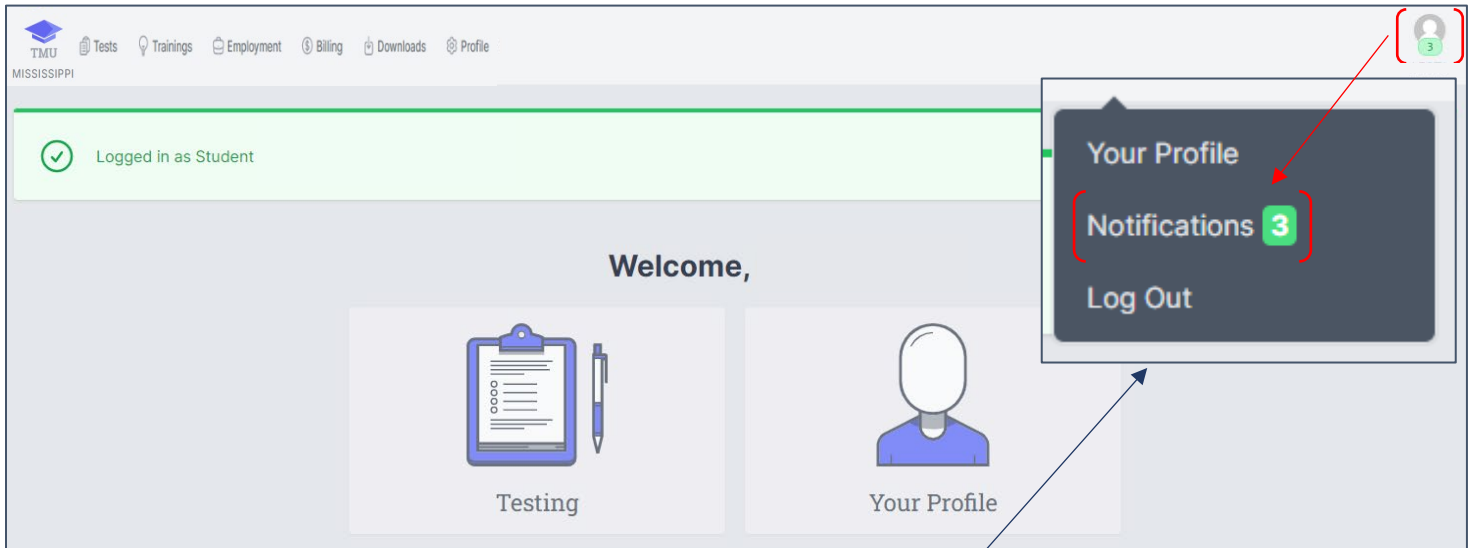 TMU
MISSISSIPPI
Tests Trainings Employment Billing Downloads Profile
3
Logged in as Student
Your Profile
Notifications 3
Log Out
Welcome,
Testing
Your Profile